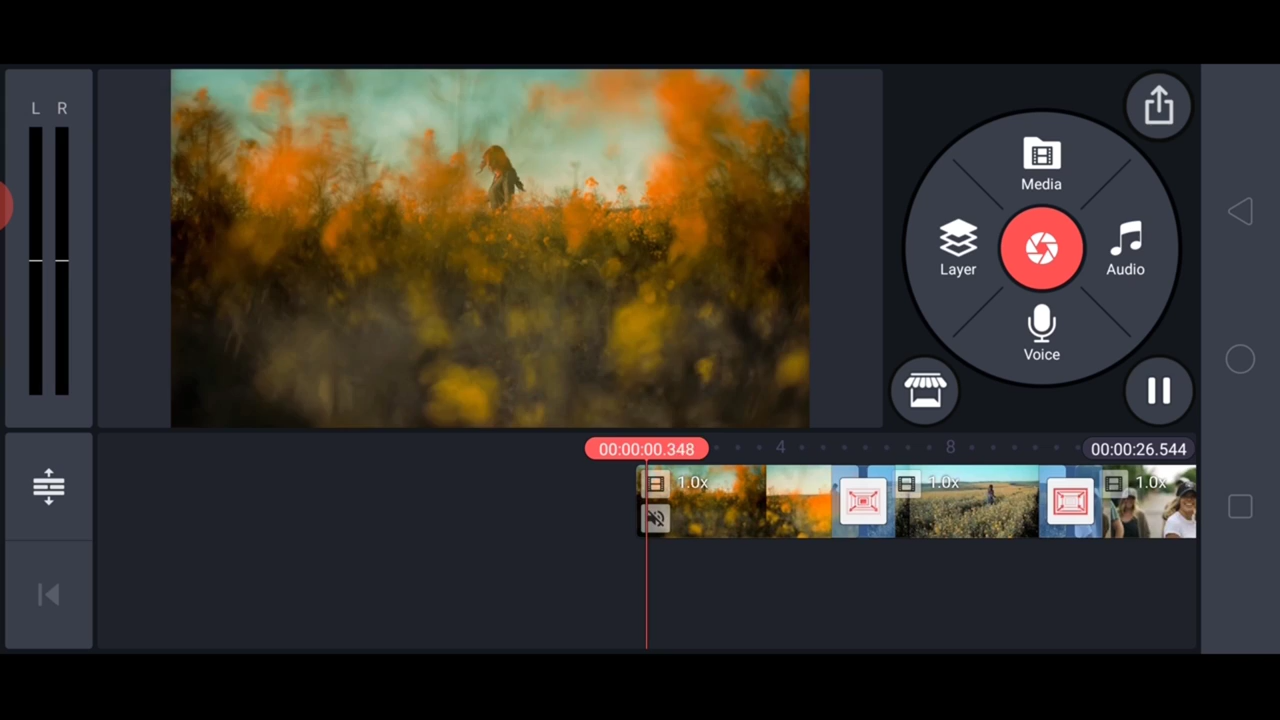 L R
Media
Layer
Audio
Voice
00:00:00.348
4
8
00:00:26.544
1.0x
1.0x
1.0x